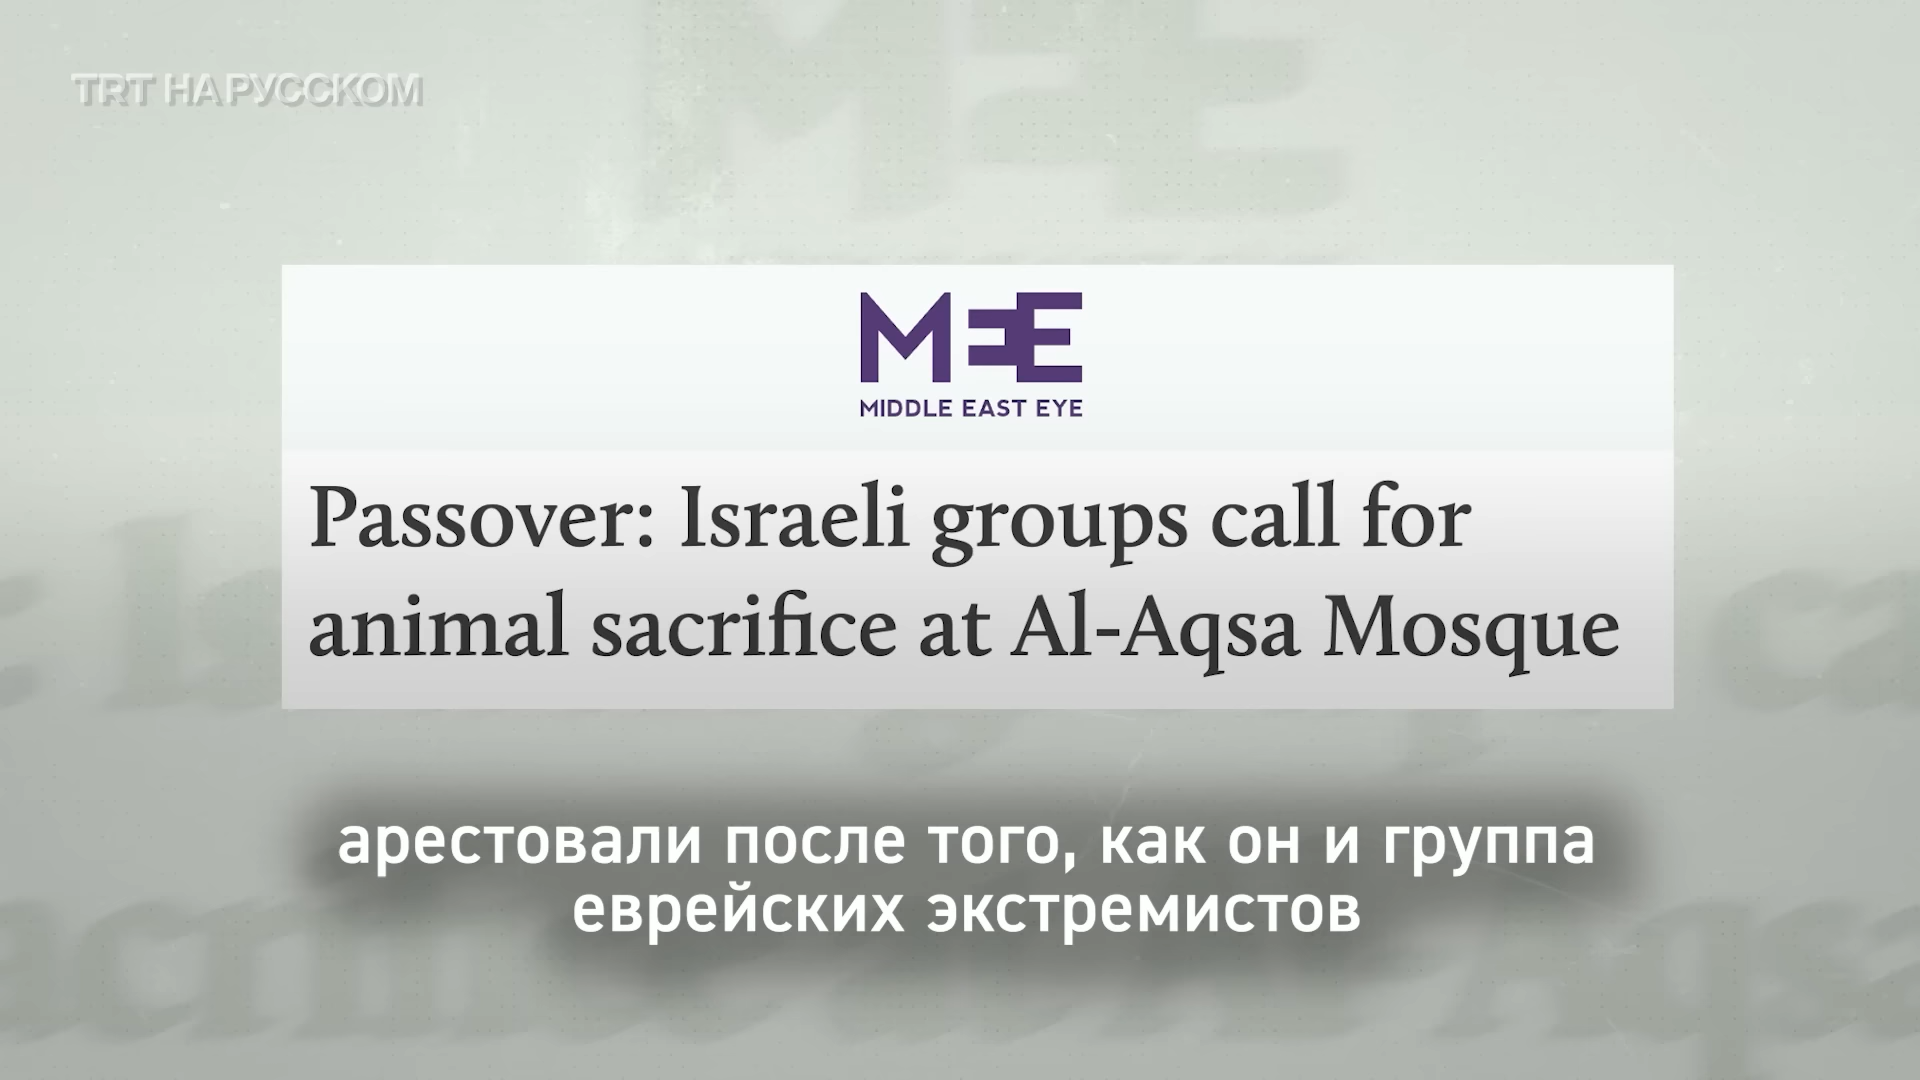 TRT НА РУССКОМ
MEE
MIDDLE EAST EYE
Passover: Israeli groups call for
animal sacrifice at Al-Aqsa Mosque
арестовали после того, как он и группа
еврейских экстремистов